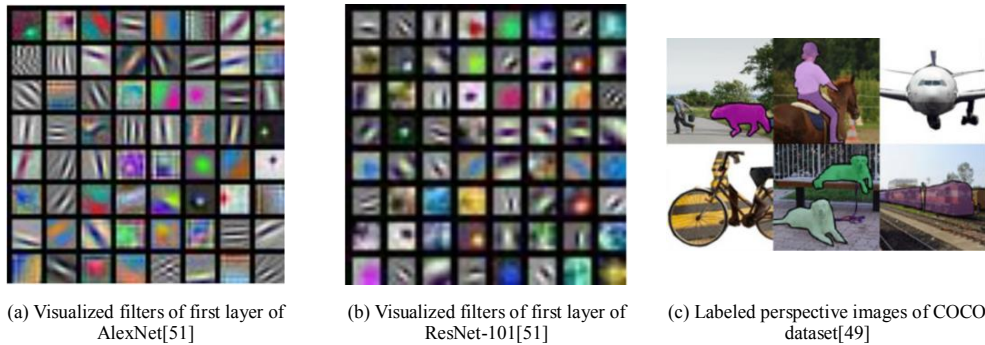 (a) Visualized filters of first layer of
AlexNet[51]
(b) Visualized filters of first layer of
ResNet-101[51]
(c) Labeled perspective images of COCO
dataset[49]